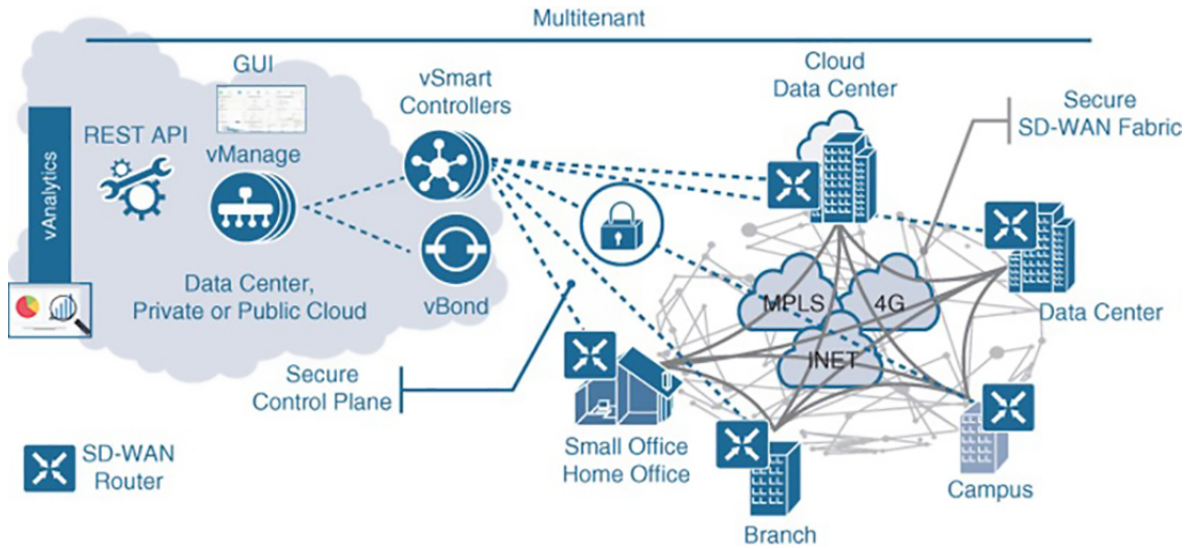 Multitenant
GUI
vSmart
Controllers
Cloud
Data Center
Secure
SD-WAN Fabric
REST API
vManage
vAnalytics
Data Center,
Private or Public Cloud
vBond
MPLS
4G
INET
Data Center
Secure
Control Plane
Small Office
Home Office
SD-WAN
Router
Campus
Branch